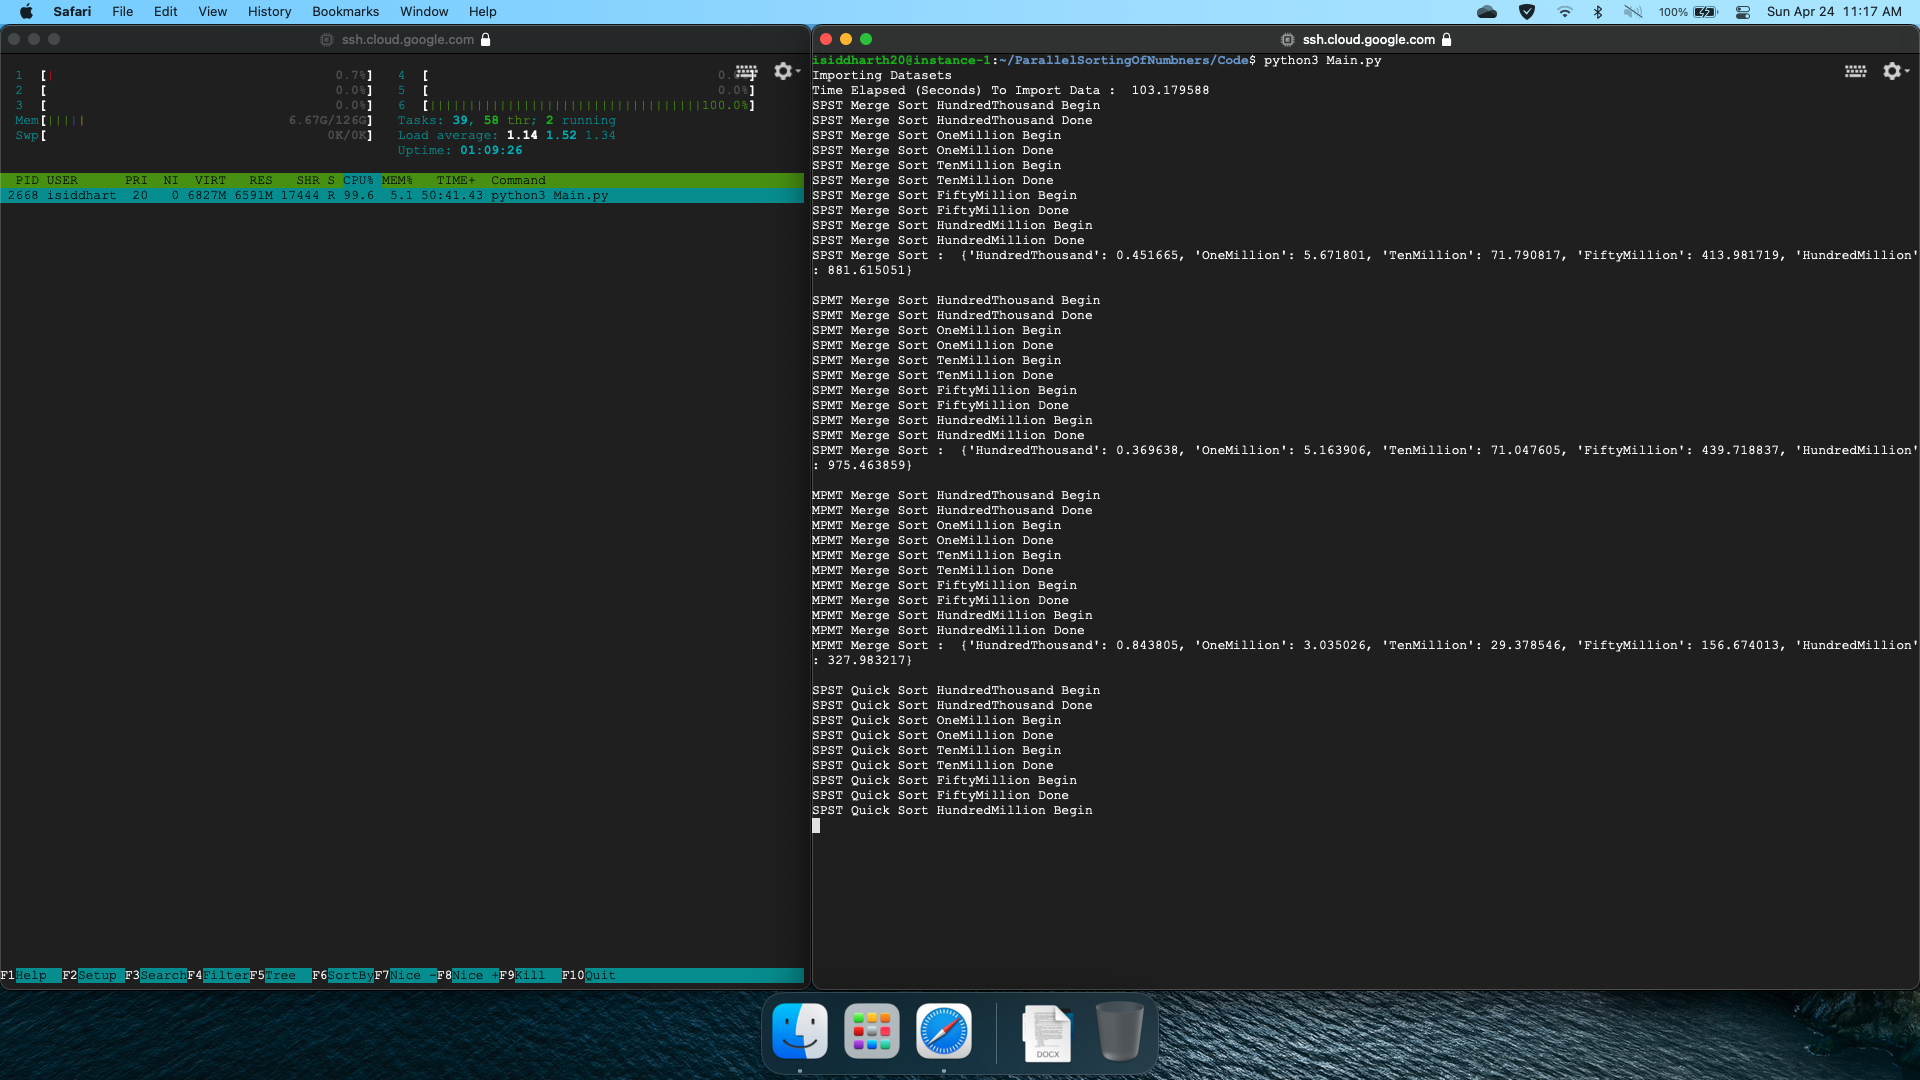 Safari File Edit View History Bookmarks Window Help 100% Sun Apr 24 11:17 AM
ssh.cloud.google.com
1 [| 0.7%] 4 [
2 [ 0.0%] 5 [ 0.0%]
3 [ 0.0%] 6 [|||||||||||||||||||||||||||||||||||100.0%]
Mem[||||| 6.67G/126G] Tasks: 39, 58 thr; 2 running
Swp[ 0K/0K] Load average: 1.14 1.52 1.34
Uptime: 01:09:26
PID USER PRI NI VIRT RES SHR S CPU% MEM% TIME+ Command
2668 isiddhart 20 0 6827M 6591M 17444 R 99.6 5.1 50:41.43 python3 Main.py
F1Help F2Setup F3SearchF4FilterF5Tree F6SortByF7Nice -F8Nice +F9Kill F10Quit
ssh.cloud.google.com
isiddharth20@instance-1:~/ParallelSortingOfNumbners/Code$ python3 Main.py
Importing Datasets
Time Elapsed (Seconds) To Import Data : 103.179588
SPST Merge Sort HundredThousand Begin
SPST Merge Sort HundredThousand Done
SPST Merge Sort OneMillion Begin
SPST Merge Sort OneMillion Done
SPST Merge Sort TenMillion Begin
SPST Merge Sort TenMillion Done
SPST Merge Sort FiftyMillion Begin
SPST Merge Sort FiftyMillion Done
SPST Merge Sort HundredMillion Begin
SPST Merge Sort HundredMillion Done
SPST Merge Sort : {'HundredThousand': 0.451665, 'OneMillion': 5.671801, 'TenMillion': 71.790817, 'FiftyMillion': 413.981719, 'HundredMillion'
: 881.615051}
SPMT Merge Sort HundredThousand Begin
SPMT Merge Sort HundredThousand Done
SPMT Merge Sort OneMillion Begin
SPMT Merge Sort OneMillion Done
SPMT Merge Sort TenMillion Begin
SPMT Merge Sort TenMillion Done
SPMT Merge Sort FiftyMillion Begin
SPMT Merge Sort FiftyMillion Done
SPMT Merge Sort HundredMillion Begin
SPMT Merge Sort HundredMillion Done
SPMT Merge Sort : {'HundredThousand': 0.369638, 'OneMillion': 5.163906, 'TenMillion': 71.047605, 'FiftyMillion': 439.718837, 'HundredMillion'
: 975.463859}
MPMT Merge Sort HundredThousand Begin
MPMT Merge Sort HundredThousand Done
MPMT Merge Sort OneMillion Begin
MPMT Merge Sort OneMillion Done
MPMT Merge Sort TenMillion Begin
MPMT Merge Sort TenMillion Done
MPMT Merge Sort FiftyMillion Begin
MPMT Merge Sort FiftyMillion Done
MPMT Merge Sort HundredMillion Begin
MPMT Merge Sort HundredMillion Done
MPMT Merge Sort : {'HundredThousand': 0.843805, 'OneMillion': 3.035026, 'TenMillion': 29.378546, 'FiftyMillion': 156.674013, 'HundredMillion'
: 327.983217}
SPST Quick Sort HundredThousand Begin
SPST Quick Sort HundredThousand Done
SPST Quick Sort OneMillion Begin
SPST Quick Sort OneMillion Done
SPST Quick Sort TenMillion Begin
SPST Quick Sort TenMillion Done
SPST Quick Sort FiftyMillion Begin
SPST Quick Sort FiftyMillion Done
SPST Quick Sort HundredMillion Begin
DOCX